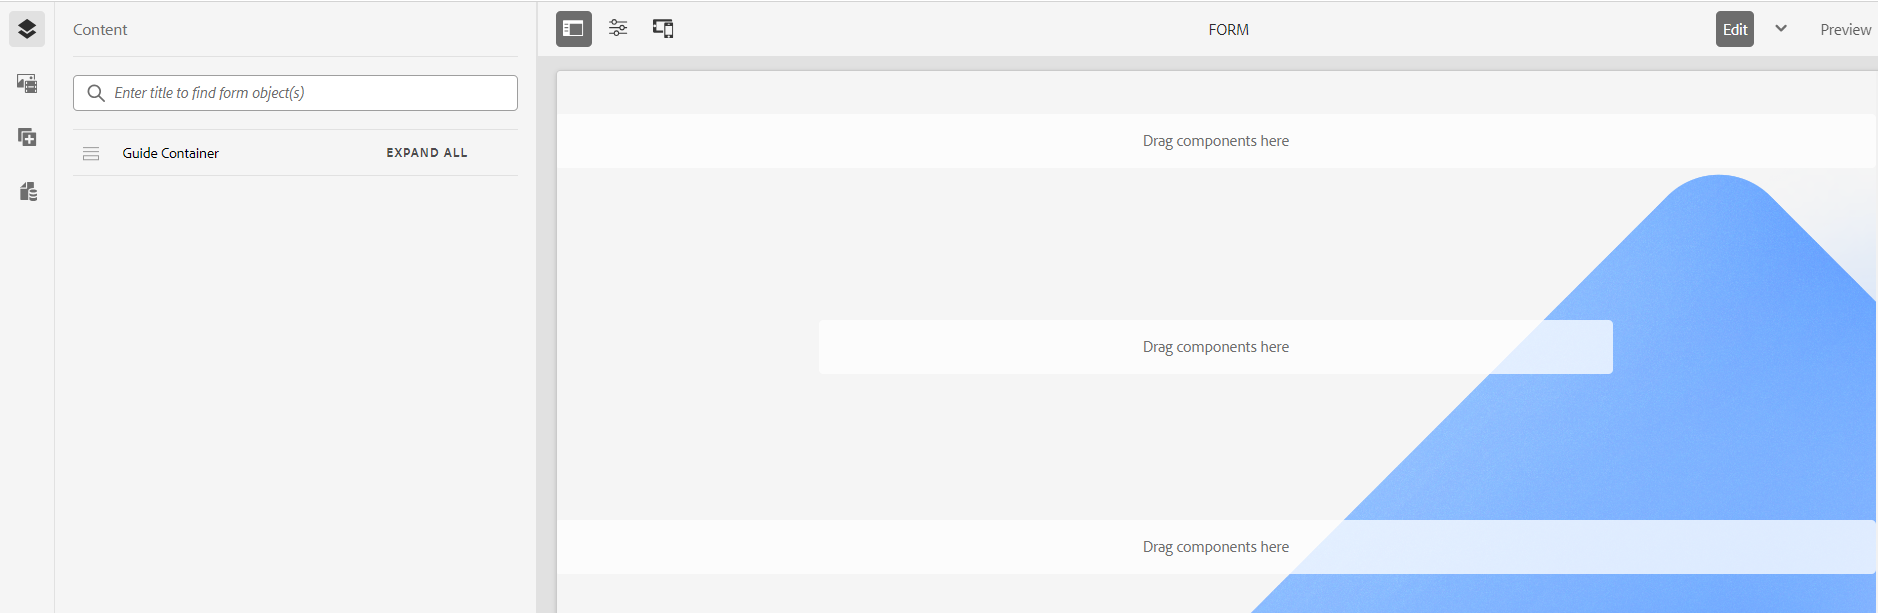 Content
Enter title to find form object(s)
Guide Container
EXPAND ALL
FORM
Edit
Preview
Drag components here
Drag components here
Drag components here